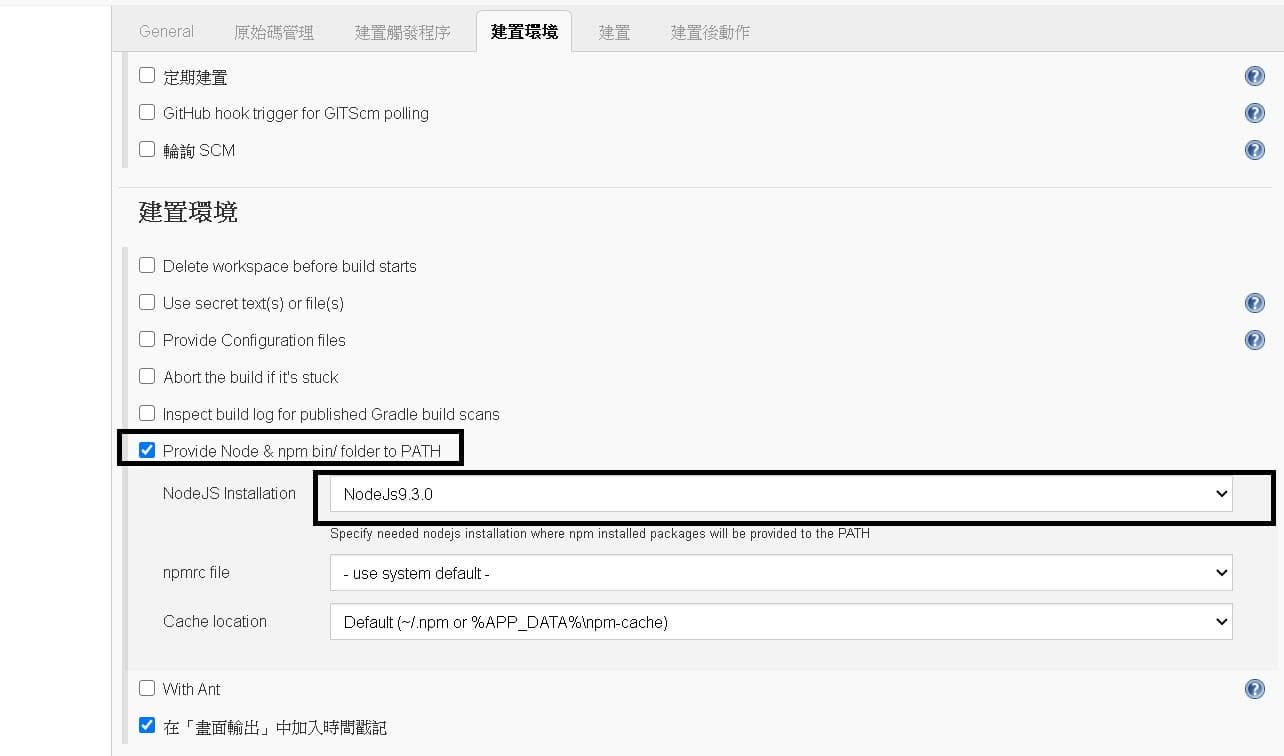 General 原始碼管理 建置觸發程序 建置環境 建置 建置後動作
定期建置
GitHub hook trigger for GITScm polling
輪詢 SCM
建置環境
Delete workspace before build starts
Use secret text(s) or file(s)
Provide Configuration files
Abort the build if it's stuck
Inspect build log for published Gradle build scans
Provide Node & npm bin/ folder to PATH
NodeJS Installation NodeJs9.3.0
Specify needed nodejs installation where npm installed packages will be provided to the PATH
npmrc file - use system default -
Cache location Default (~/.npm or %APP_DATA%\npm-cache)
With Ant
在「畫面輸出」中加入時間戳記